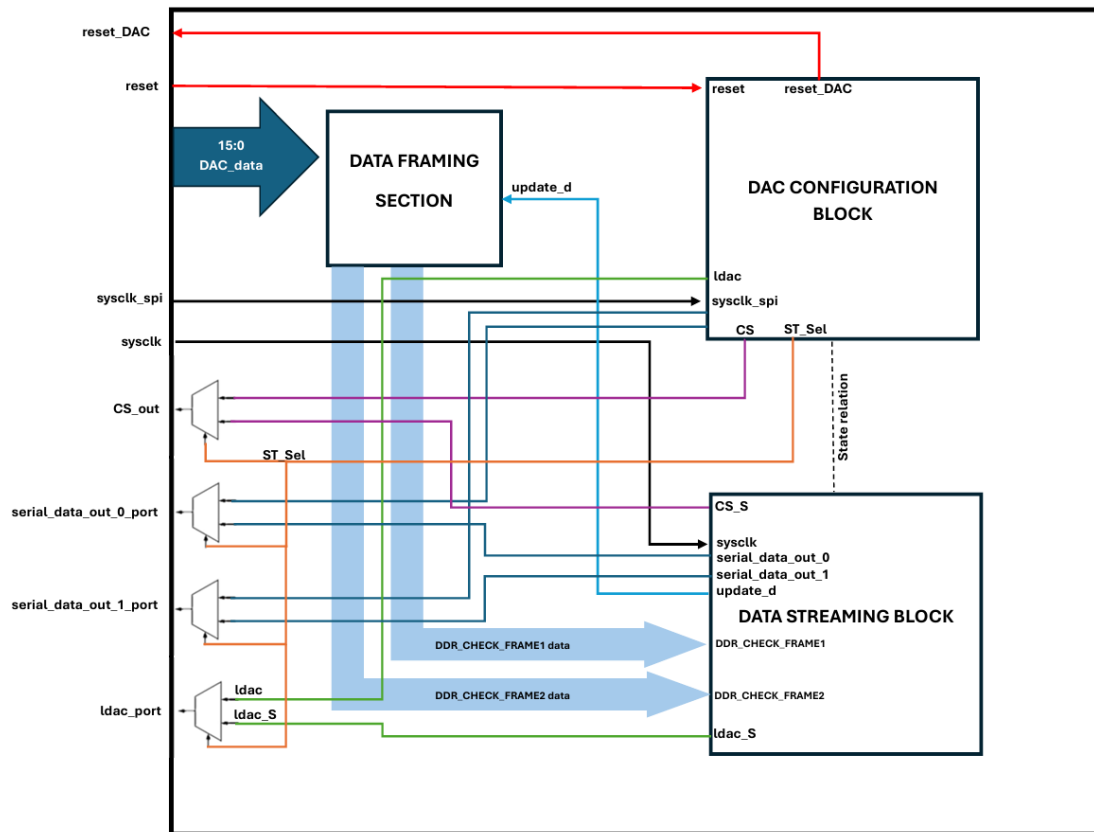 reset_DAC
reset
reset
reset_DAC
15:0
DAC_data
DATA FRAMING
SECTION
update_d
DAC CONFIGURATION
BLOCK
ldac
sysclk_spi
sysclk_spi
CS
ST_Sel
sysclk
State relation
CS_out
ST_Sel
CS_S
serial_data_out_0_port
sysclk
serial_data_out_0
serial_data_out_1
update_d
serial_data_out_1_port
DATA STREAMING BLOCK
DDR_CHECK_FRAME1 data
DDR_CHECK_FRAME1
DDR_CHECK_FRAME2 data
DDR_CHECK_FRAME2
ldac
ldac_port
ldac_S
ldac_S